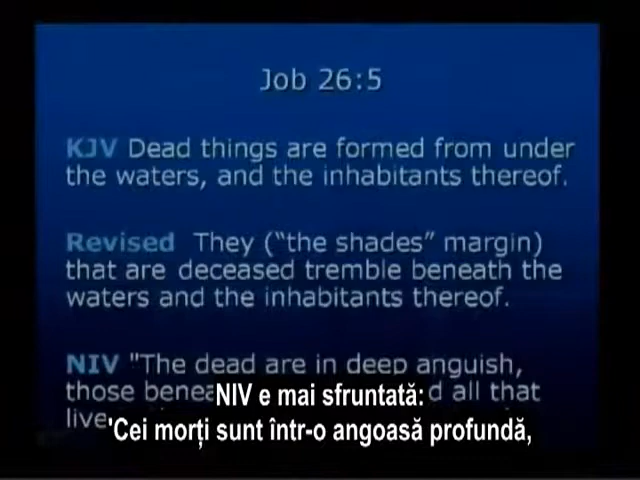 Job 26:5
KJV Dead things are formed from under
the waters, and the inhabitants thereof.
Revised They ("the shades" margin)
that are deceased tremble beneath the
waters and the inhabitants thereof.
NIV "The dead are in deep anguish,
those all that
live
NIV e mai sfruntată:
'Cei morți sunt într-o angoasă profundă,